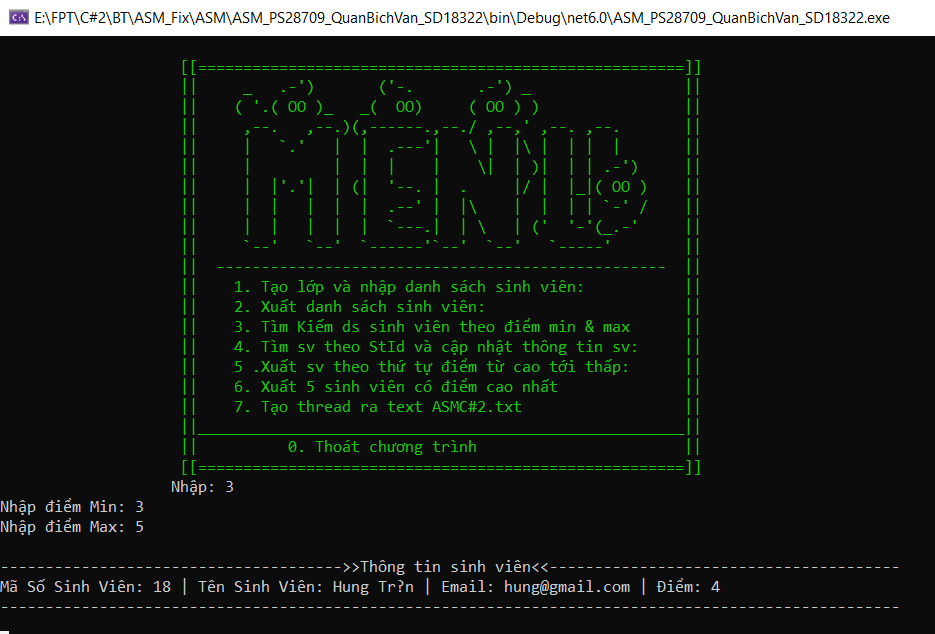 E:\FPT\C#2\BT\ASM_Fix\ASM\ASM_PS28709_QuanBichVan_SD18322\bin\Debug\net6.0\ASM_PS28709_QuanBichVan_SD18322.exe
MENU
1. Tạo lớp và nhập danh sách sinh viên:
2. Xuất danh sách sinh viên:
3. Tìm Kiếm ds sinh viên theo điểm min & max
4. Tìm sv theo StId và cập nhật thông tin sv:
5 .Xuất sv theo thứ tự điểm từ cao tới thấp:
6. Xuất 5 sinh viên có điểm cao nhất
7. Tạo thread ra text ASMC#2.txt
0. Thoát chương trình
Nhập: 3
Nhập điểm Min: 3
Nhập điểm Max: 5
>>Thông tin sinh viên<<
Mã Số Sinh Viên: 18 | Tên Sinh Viên: Hung Tr?n | Email: hung@gmail.com | Điểm: 4